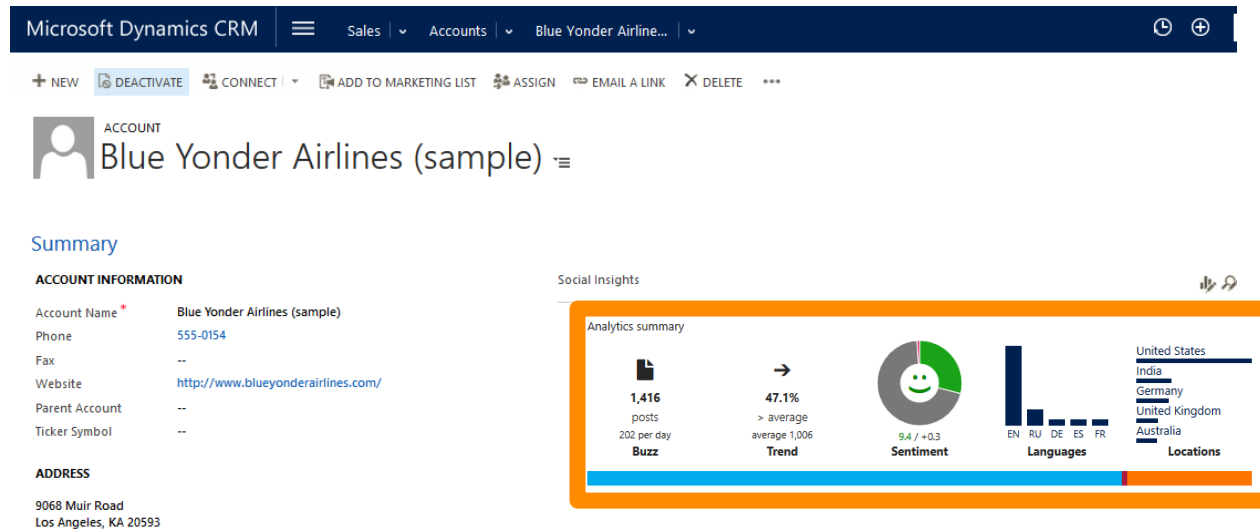 Microsoft Dynamics CRM Sales Accounts Blue Yonder Airline...
NEW DEACTIVATE CONNECT ADD TO MARKETING LIST ASSIGN EMAIL A LINK DELETE •••
ACCOUNT
Blue Yonder Airlines (sample)
Summary
ACCOUNT INFORMATION
Account Name * Blue Yonder Airlines (sample)
Phone 555-0154
Fax --
Website http://www.blueyonderairlines.com/
Parent Account --
Ticker Symbol --
ADDRESS
9068 Muir Road
Los Angeles, KA 20593
Social Insights
Analytics summary
1,416
posts
202 per day
Buzz
47.1%
> average
average 1,006
Trend
9.4 / +0.3
Sentiment
EN RU DE ES FR
Languages
United States
India
Germany
United Kingdom
Australia
Locations